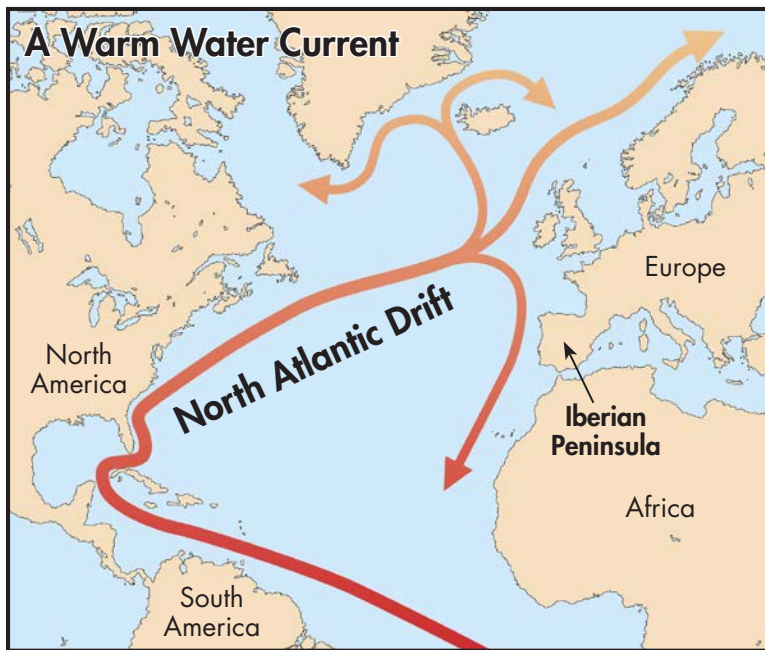 A Warm Water Current
Europe
North Atlantic Drift
North
America
Iberian
Peninsula
Africa
South
America